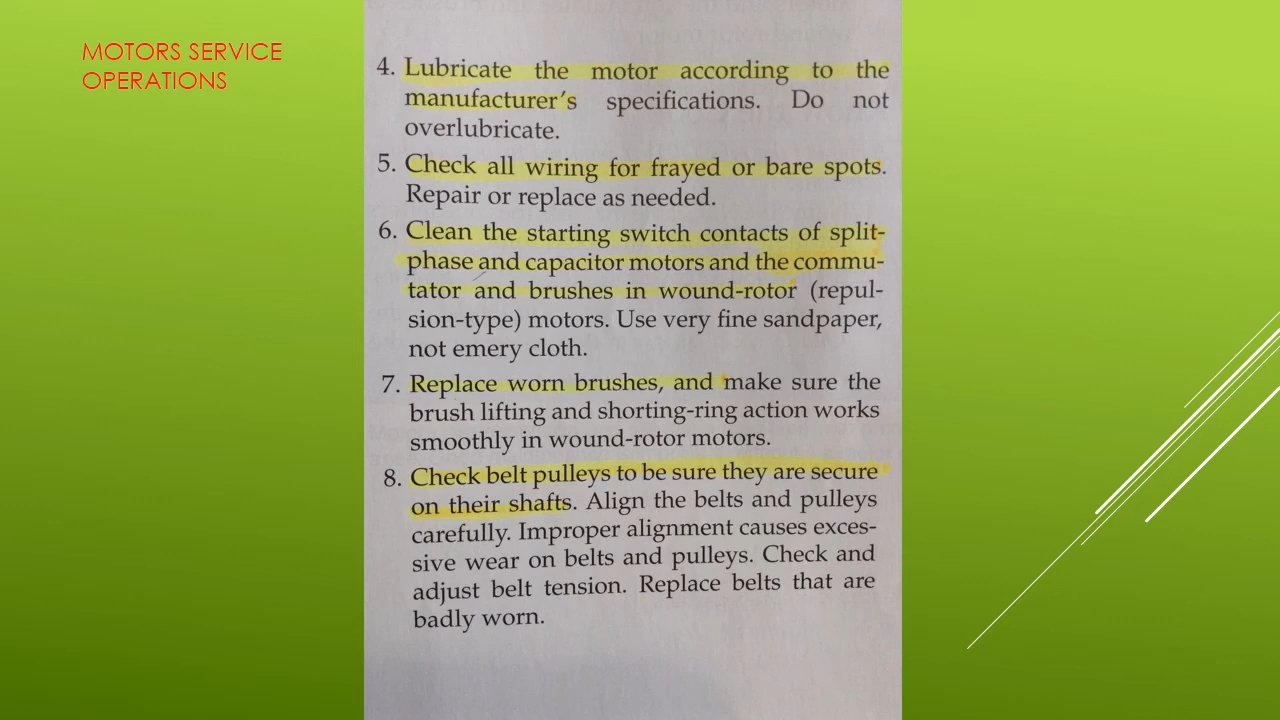 MOTORS SERVICE
OPERATIONS
4. Lubricate the motor according to the
manufacturer's specifications. Do not
overlubricate.
5. Check all wiring for frayed or bare spots.
Repair or replace as needed.
6. Clean the starting switch contacts of split-
phase and capacitor motors and the commu-
tator and brushes in wound-rotor (repul-
sion-type) motors. Use very fine sandpaper,
not emery cloth.
7. Replace worn brushes, and make sure the
brush lifting and shorting-ring action works
smoothly in wound-rotor motors.
8. Check belt pulleys to be sure they are secure
on their shafts. Align the belts and pulleys
carefully. Improper alignment causes exces-
sive wear on belts and pulleys. Check and
adjust belt tension. Replace belts that are
badly worn.